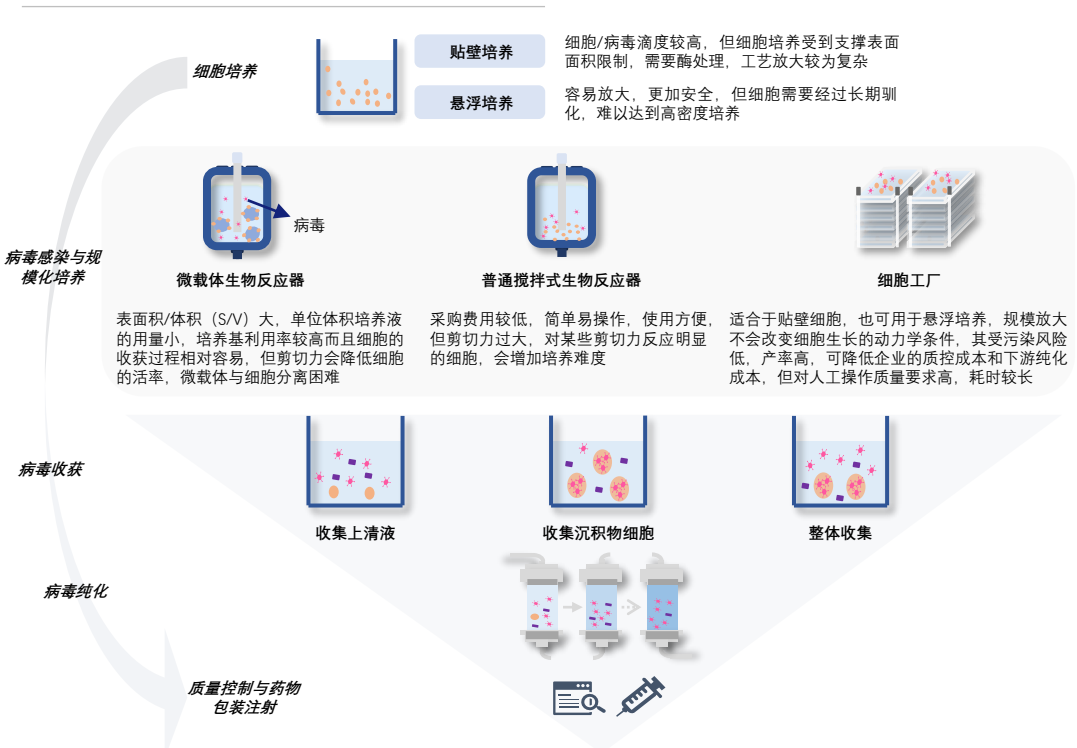 细胞培养
贴壁培养
细胞/病毒滴度较高，但细胞培养受到支撑表面
面积限制，需要酶处理，工艺放大较为复杂
悬浮培养
容易放大，更加安全，但细胞需要经过长期驯
化，难以达到高密度培养
病毒感染与规
模化培养
病毒
微载体生物反应器
表面积/体积（S/V）大，单位体积培养液
的用量小，培养基利用率较高而且细胞的
收获过程相对容易，但剪切力会降低细胞
的活率，微载体与细胞分离困难
普通搅拌式生物反应器
采购费用较低，简单易操作，使用方便，
但剪切力过大，对某些剪切力反应明显
的细胞，会增加培养难度
细胞工厂
适合于贴壁细胞，也可用于悬浮培养，规模放大
不会改变细胞生长的动力学条件，其受污染风险
低，产率高，可降低企业的质控成本和下游纯化
成本，但对人工操作质量要求高，耗时较长
病毒收获
收集上清液
收集沉积物细胞
整体收集
病毒纯化
质量控制与药物
包装注射